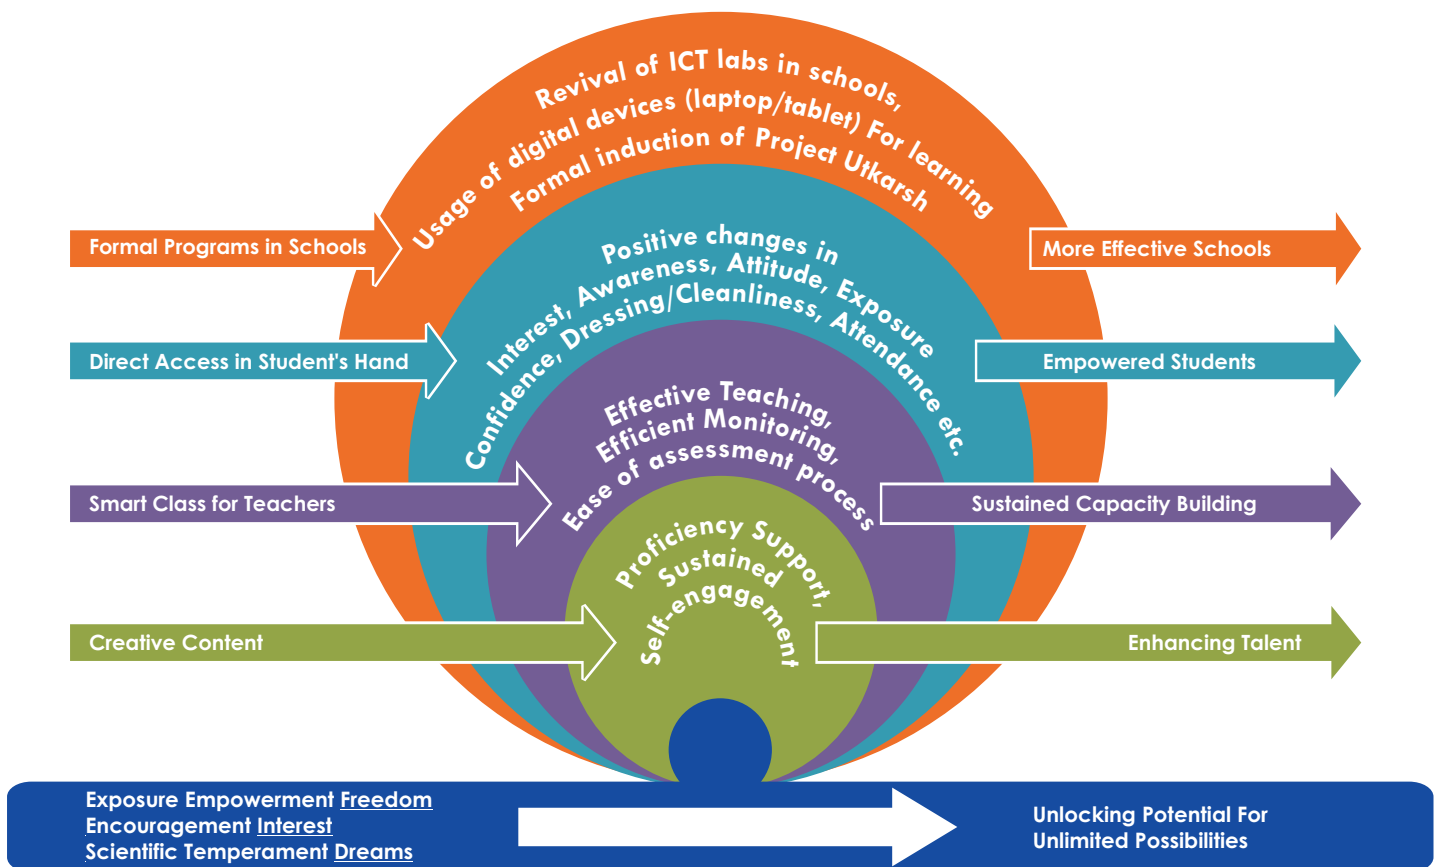 Revival of ICT labs in schools,
Usage of digital devices (laptop/tablet) For learning
Formal induction of Project Utkarsh
Formal Programs in Schools
More Effective Schools
Positive changes in
Interest, Awareness, Attitude, Exposure
Confidence, Dressing/Cleanliness, Attendance etc.
Direct Access in Student's Hand
Empowered Students
Effective Teaching,
Efficient Monitoring,
Ease of assessment process
Smart Class for Teachers
Sustained Capacity Building
Proficiency Support,
Sustained
Self-engagement
Creative Content
Enhancing Talent
Exposure Empowerment Freedom
Encouragement Interest
Scientific Temperament Dreams
Unlocking Potential For
Unlimited Possibilities